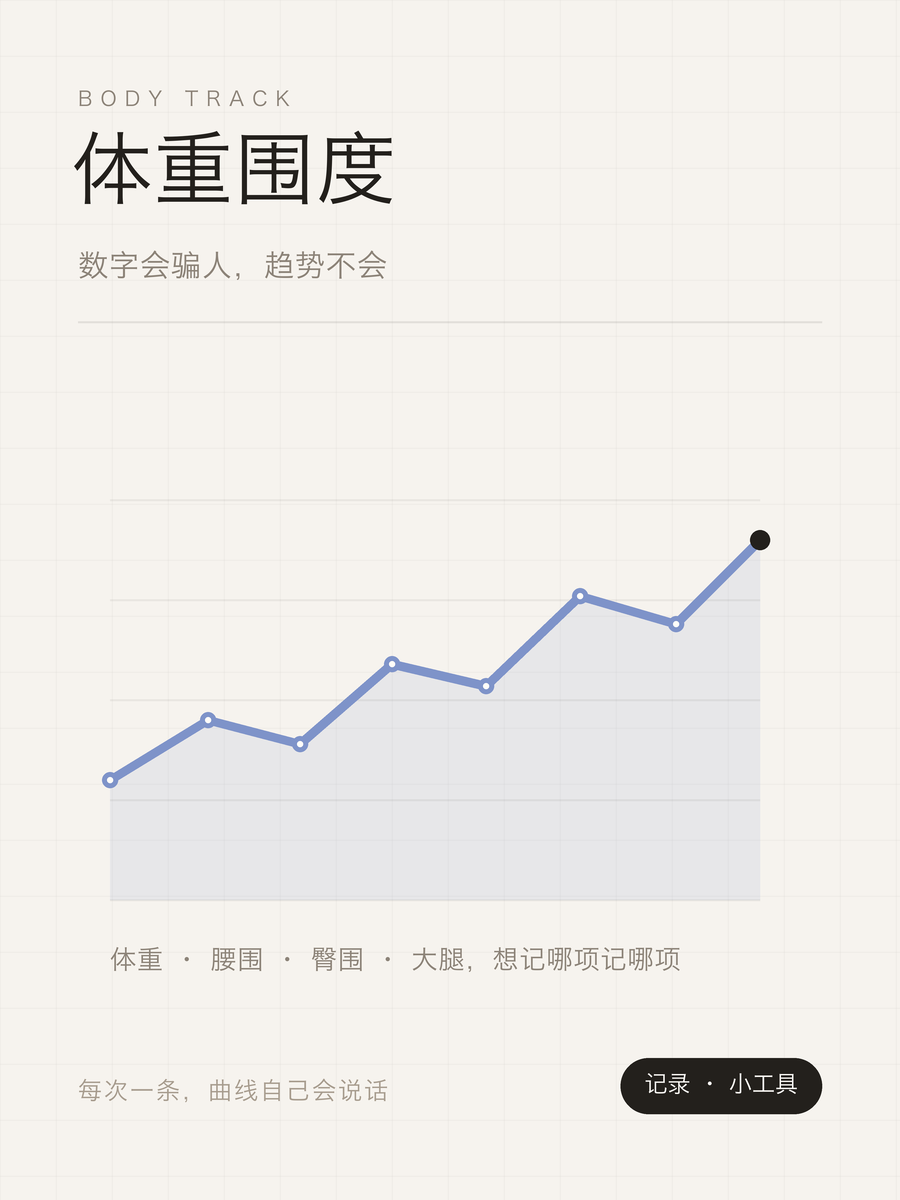 BODY TRACK
体重围度
数字会骗人，趋势不会
体重 · 腰围 · 臀围 · 大腿，想记哪项记哪项
每次一条，曲线自己会说话
记录 · 小工具